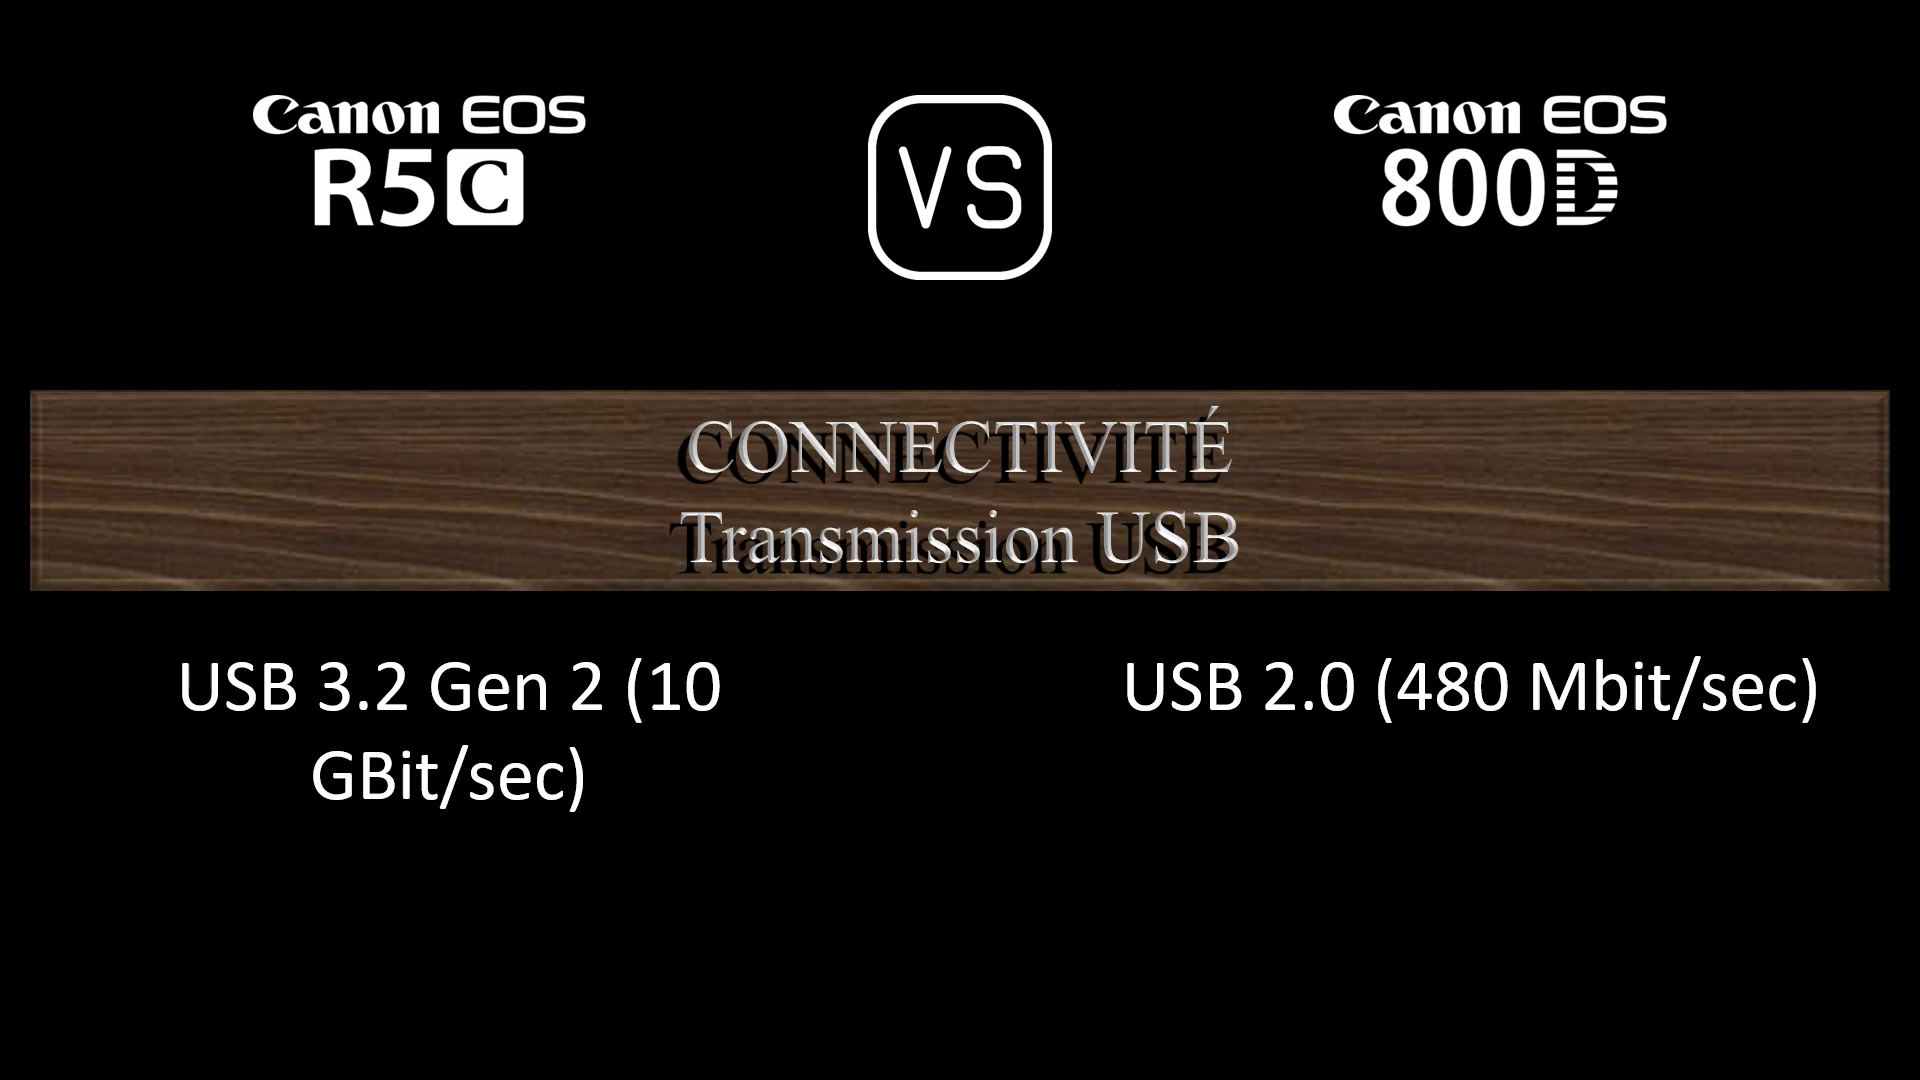 Canon EOS
R5C
VS
Canon EOS
800D
CONNECTIVITÉ
Transmission USB
USB 3.2 Gen 2 (10
GBit/sec)
USB 2.0 (480 Mbit/sec)